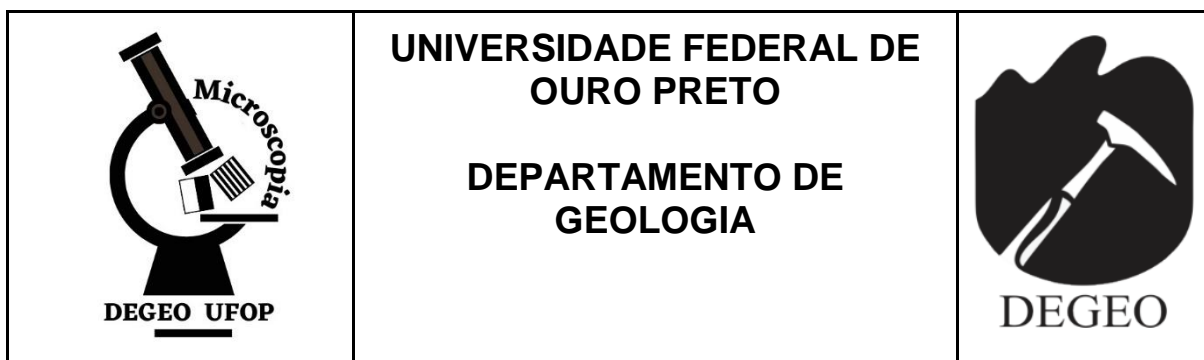 Microscopia
DEGEO UFOP
UNIVERSIDADE FEDERAL DE
OURO PRETO
DEPARTAMENTO DE
GEOLOGIA
DEGEO